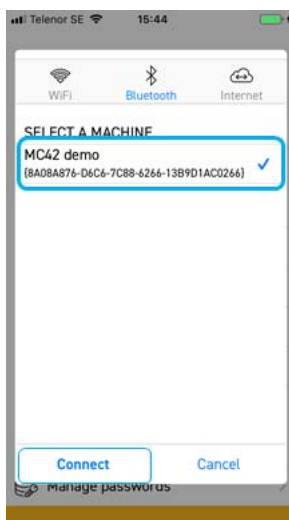 Telenor SE 15:44
WiFi Bluetooth Internet
SELECT A MACHINE
MC42 demo
{8A08A876-D6C6-7C88-6266-13B9D1AC0266}
Connect Cancel
Manage passwords